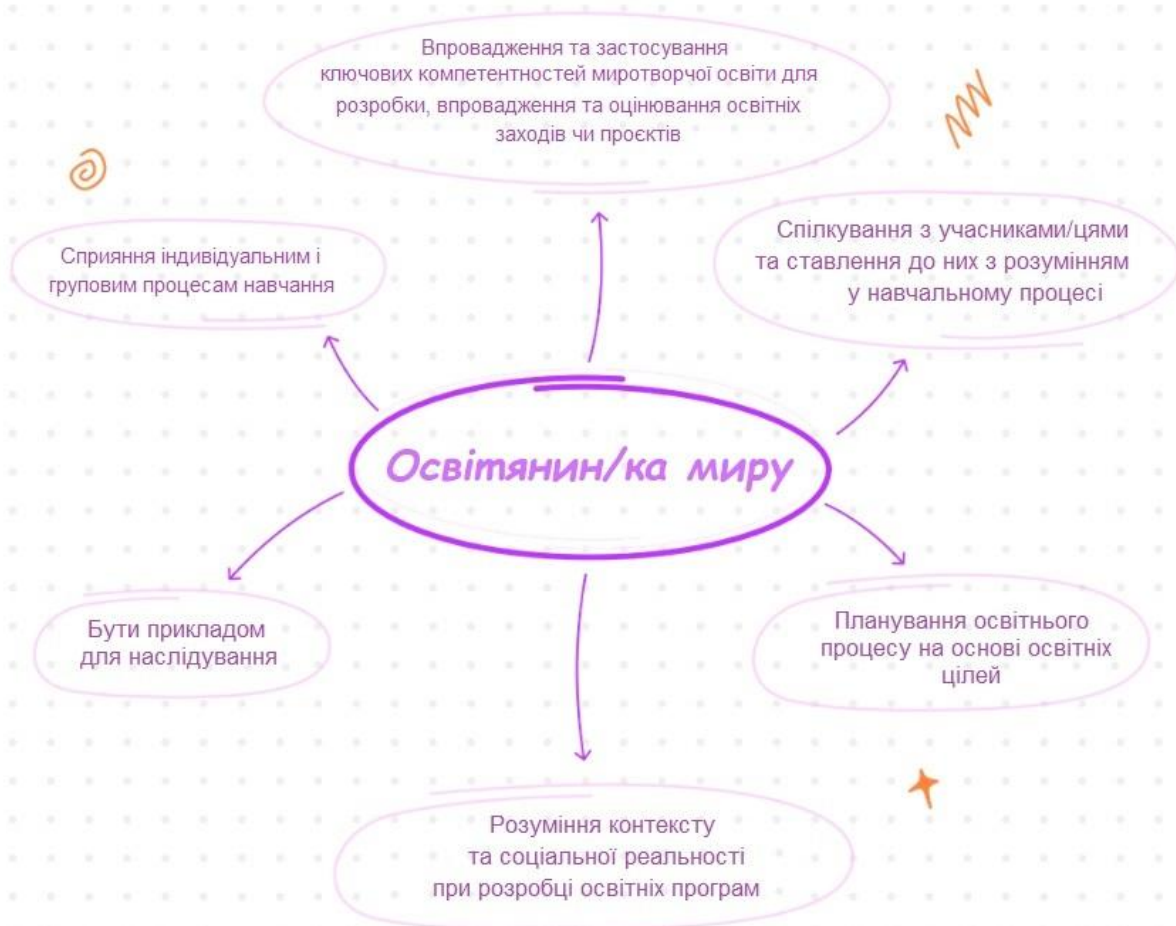 Впровадження та застосування
ключових компетентностей миротворчої освіти для
розробки, впровадження та оцінювання освітніх
заходів чи проєктів
Сприяння індивідуальним і
груповим процесам навчання
Спілкування з учасниками/цями
та ставлення до них з розумінням
у навчальному процесі
Освітянин/ка миру
Бути прикладом
для наслідування
Планування освітнього
процесу на основі освітніх
цілей
Розуміння контексту
та соціальної реальності
при розробці освітніх програм